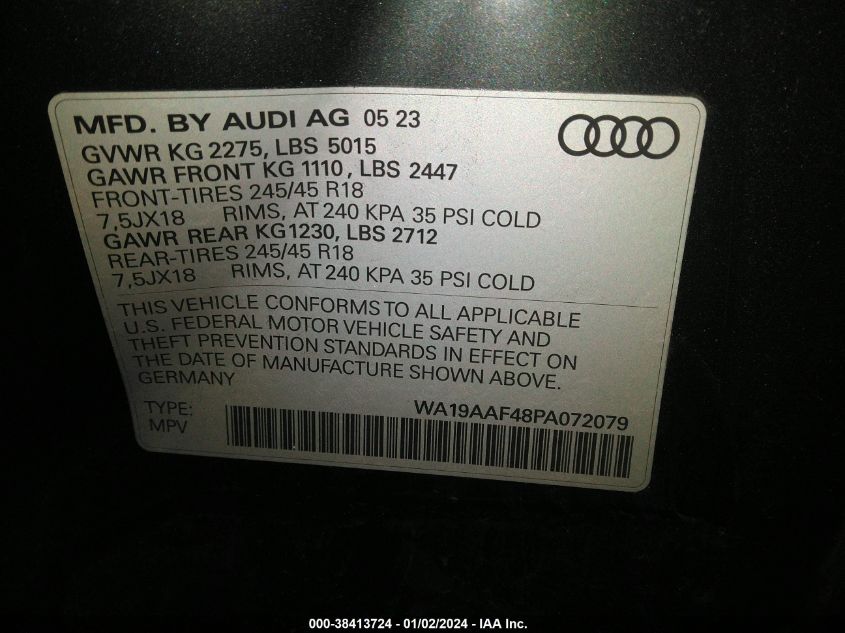 MFD. BY AUDI AG 05 23
GVWR KG 2275, LBS 5015
GAWR FRONT KG 1110, LBS 2447
FRONT-TIRES 245/45 R18
7,5JX18 RIMS, AT 240 KPA 35 PSI COLD
GAWR REAR KG1230, LBS 2712
REAR-TIRES 245/45 R18
7,5JX18 RIMS, AT 240 KPA 35 PSI COLD
THIS VEHICLE CONFORMS TO ALL APPLICABLE
U.S. FEDERAL MOTOR VEHICLE SAFETY AND
THEFT PREVENTION STANDARDS IN EFFECT ON
THE DATE OF MANUFACTURE SHOWN ABOVE.
GERMANY
TYPE: WA19AAF48PA072079
MPV
000-38413724 - 01/02/2024 - IAA Inc.